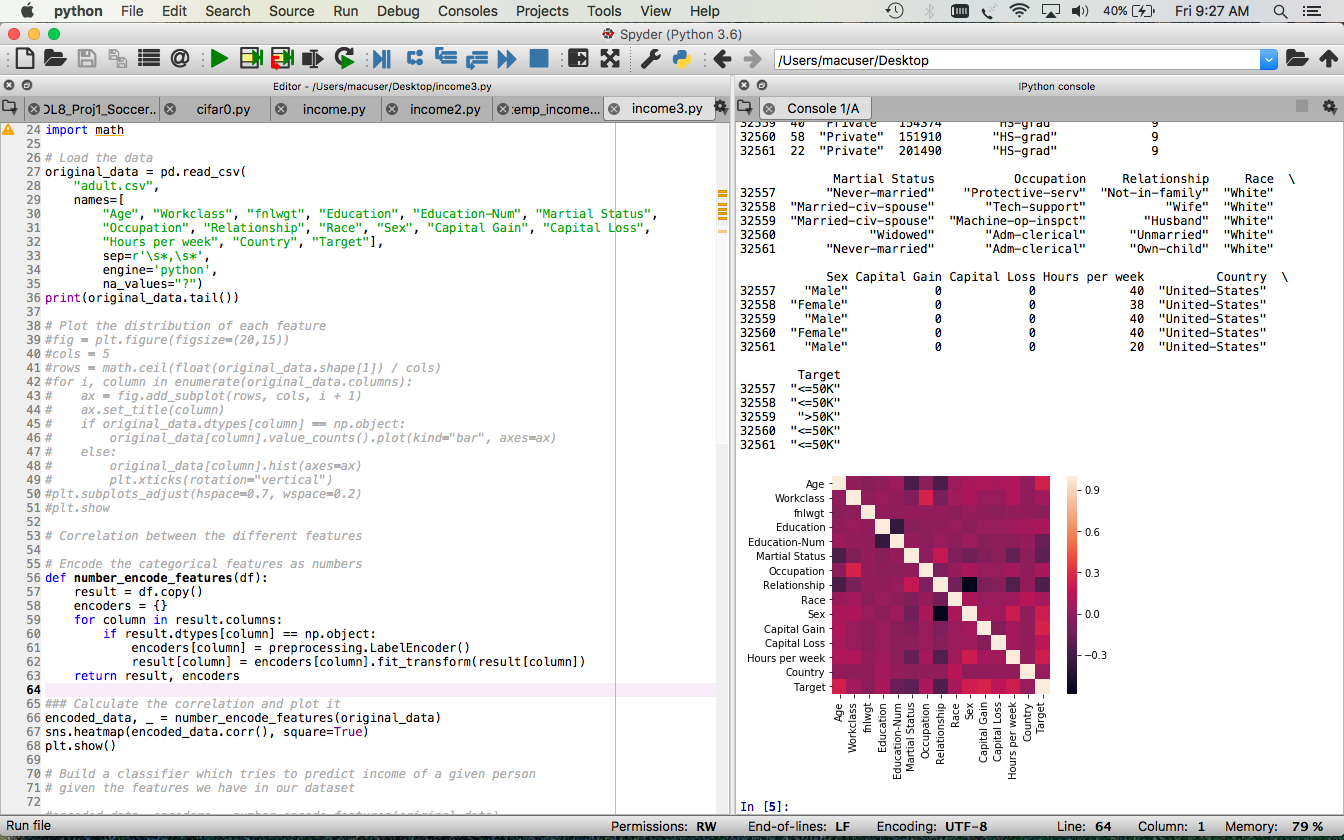 python File Edit Search Source Run Debug Consoles Projects Tools View Help 40% Fri 9:27 AM
Spyder (Python 3.6)
/Users/macuser/Desktop
Editor - /Users/macuser/Desktop/income3.py
DL8_Proj1_Soccer... cifar0.py income.py income2.py temp_income... income3.py
24 import math
25
26 # Load the data
27 original_data = pd.read_csv(
28     "adult.csv",
29     names=[
30         "Age", "Workclass", "fnlwgt", "Education", "Education-Num", "Martial Status",
31         "Occupation", "Relationship", "Race", "Sex", "Capital Gain", "Capital Loss",
32         "Hours per week", "Country", "Target"],
33         sep=r'\s*,\s*',
34         engine='python',
35         na_values="?")
36 print(original_data.tail())
37
38 # Plot the distribution of each feature
39 #fig = plt.figure(figsize=(20,15))
40 #cols = 5
41 #rows = math.ceil(float(original_data.shape[1]) / cols)
42 #for i, column in enumerate(original_data.columns):
43 #    ax = fig.add_subplot(rows, cols, i + 1)
44 #    ax.set_title(column)
45 #    if original_data.dtypes[column] == np.object:
46 #        original_data[column].value_counts().plot(kind="bar", axes=ax)
47 #    else:
48 #        original_data[column].hist(axes=ax)
49 #        plt.xticks(rotation="vertical")
50 #plt.subplots_adjust(hspace=0.7, wspace=0.2)
51 #plt.show
52
53 # Correlation between the different features
54
55 # Encode the categorical features as numbers
56 def number_encode_features(df):
57     result = df.copy()
58     encoders = {}
59     for column in result.columns:
60         if result.dtypes[column] == np.object:
61             encoders[column] = preprocessing.LabelEncoder()
62             result[column] = encoders[column].fit_transform(result[column])
63     return result, encoders
64
65 ### Calculate the correlation and plot it
66 encoded_data, _ = number_encode_features(original_data)
67 sns.heatmap(encoded_data.corr(), square=True)
68 plt.show()
69
70 # Build a classifier which tries to predict income of a given person
71 # given the features we have in our dataset
72
#encoded_data, encoders = number_encode_features(original_data)
IPython console
Console 1/A
32559 40 "Private" 154374 "HS-grad" 9
32560 58 "Private" 151910 "HS-grad" 9
32561 22 "Private" 201490 "HS-grad" 9
Martial Status Occupation Relationship Race \
32557 "Never-married" "Protective-serv" "Not-in-family" "White"
32558 "Married-civ-spouse" "Tech-support" "Wife" "White"
32559 "Married-civ-spouse" "Machine-op-inspct" "Husband" "White"
32560 "Widowed" "Adm-clerical" "Unmarried" "White"
32561 "Never-married" "Adm-clerical" "Own-child" "White"
Sex Capital Gain Capital Loss Hours per week Country \
32557 "Male" 0 0 40 "United-States"
32558 "Female" 0 0 38 "United-States"
32559 "Male" 0 0 40 "United-States"
32560 "Female" 0 0 40 "United-States"
32561 "Male" 0 0 20 "United-States"
Target
32557 "<=50K"
32558 "<=50K"
32559 ">50K"
32560 "<=50K"
32561 "<=50K"
Age
Workclass
fnlwgt
Education
Education-Num
Martial Status
Occupation
Relationship
Race
Sex
Capital Gain
Capital Loss
Hours per week
Country
Target
Age Workclass fnlwgt Education Education-Num Martial Status Occupation Relationship Race Sex Capital Gain Capital Loss Hours per week Country Target
0.9
0.6
0.3
0.0
−0.3
In [5]:
Run file Permissions: RW End-of-lines: LF Encoding: UTF-8 Line: 64 Column: 1 Memory: 79 %